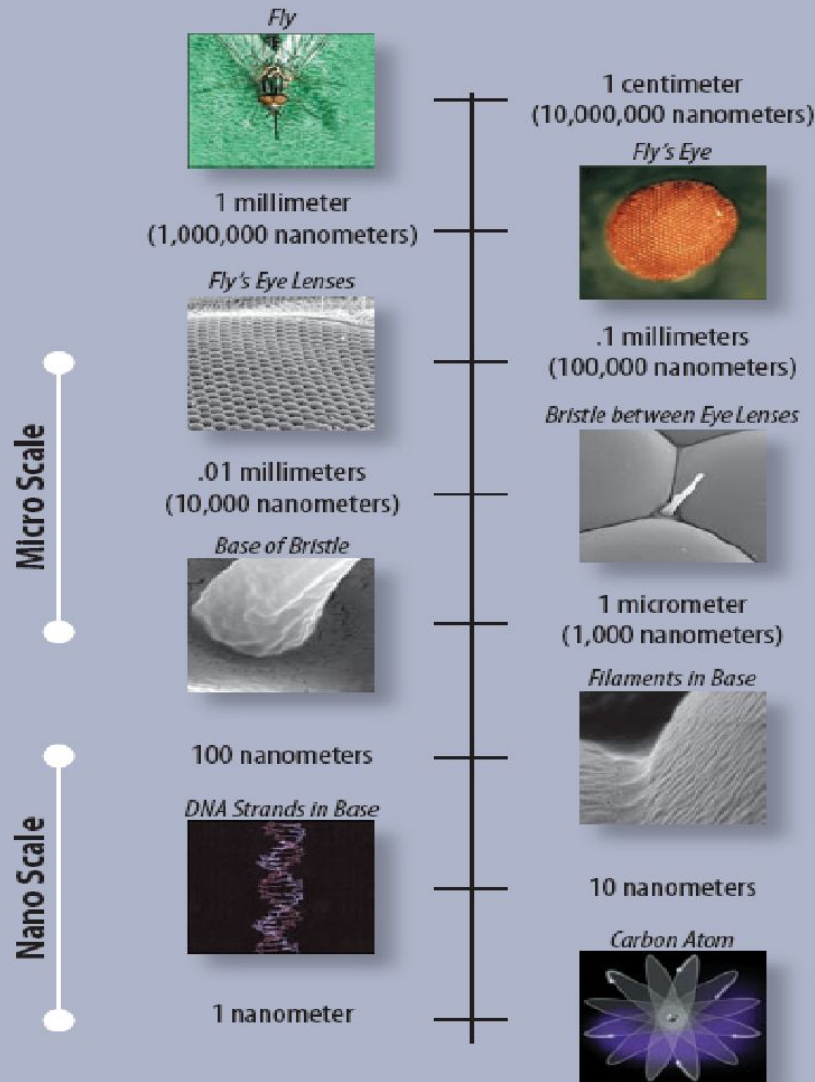 Fly
1 centimeter
(10,000,000 nanometers)
Fly's Eye
1 millimeter
(1,000,000 nanometers)
Fly's Eye Lenses
.1 millimeters
(100,000 nanometers)
Bristle between Eye Lenses
.01 millimeters
(10,000 nanometers)
Base of Bristle
1 micrometer
(1,000 nanometers)
Filaments in Base
100 nanometers
DNA Strands in Base
10 nanometers
Carbon Atom
1 nanometer
Micro Scale
Nano Scale